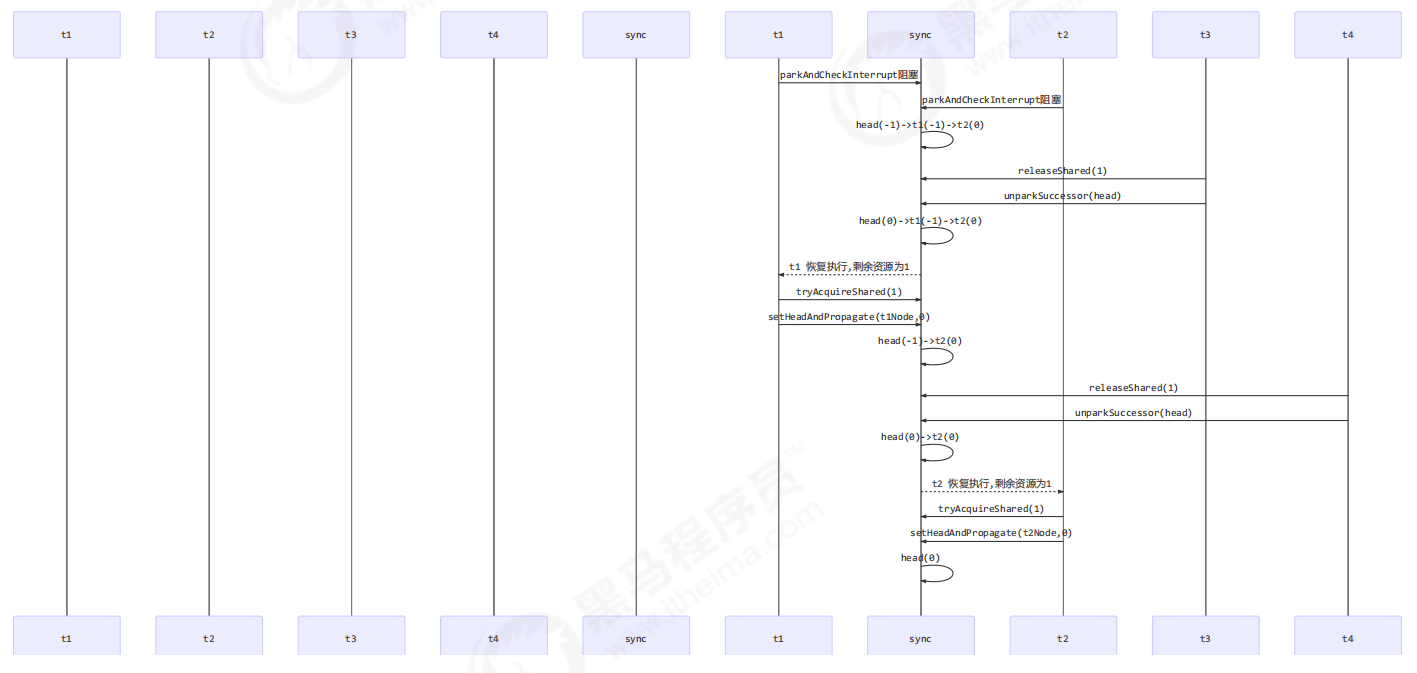 t1 t2 t3 t4 sync t1 sync t2 t3 t4
parkAndCheckInterrupt阻塞
parkAndCheckInterrupt阻塞
head(-1)->t1(-1)->t2(0)
releaseShared(1)
unparkSuccessor(head)
head(0)->t1(-1)->t2(0)
t1 恢复执行,剩余资源为1
tryAcquireShared(1)
setHeadAndPropagate(t1Node,0)
head(-1)->t2(0)
releaseShared(1)
unparkSuccessor(head)
head(0)->t2(0)
t2 恢复执行,剩余资源为1
tryAcquireShared(1)
setHeadAndPropagate(t2Node,0)
head(0)
t1 t2 t3 t4 sync t1 sync t2 t3 t4
黑马程序员™
www.itheima.com